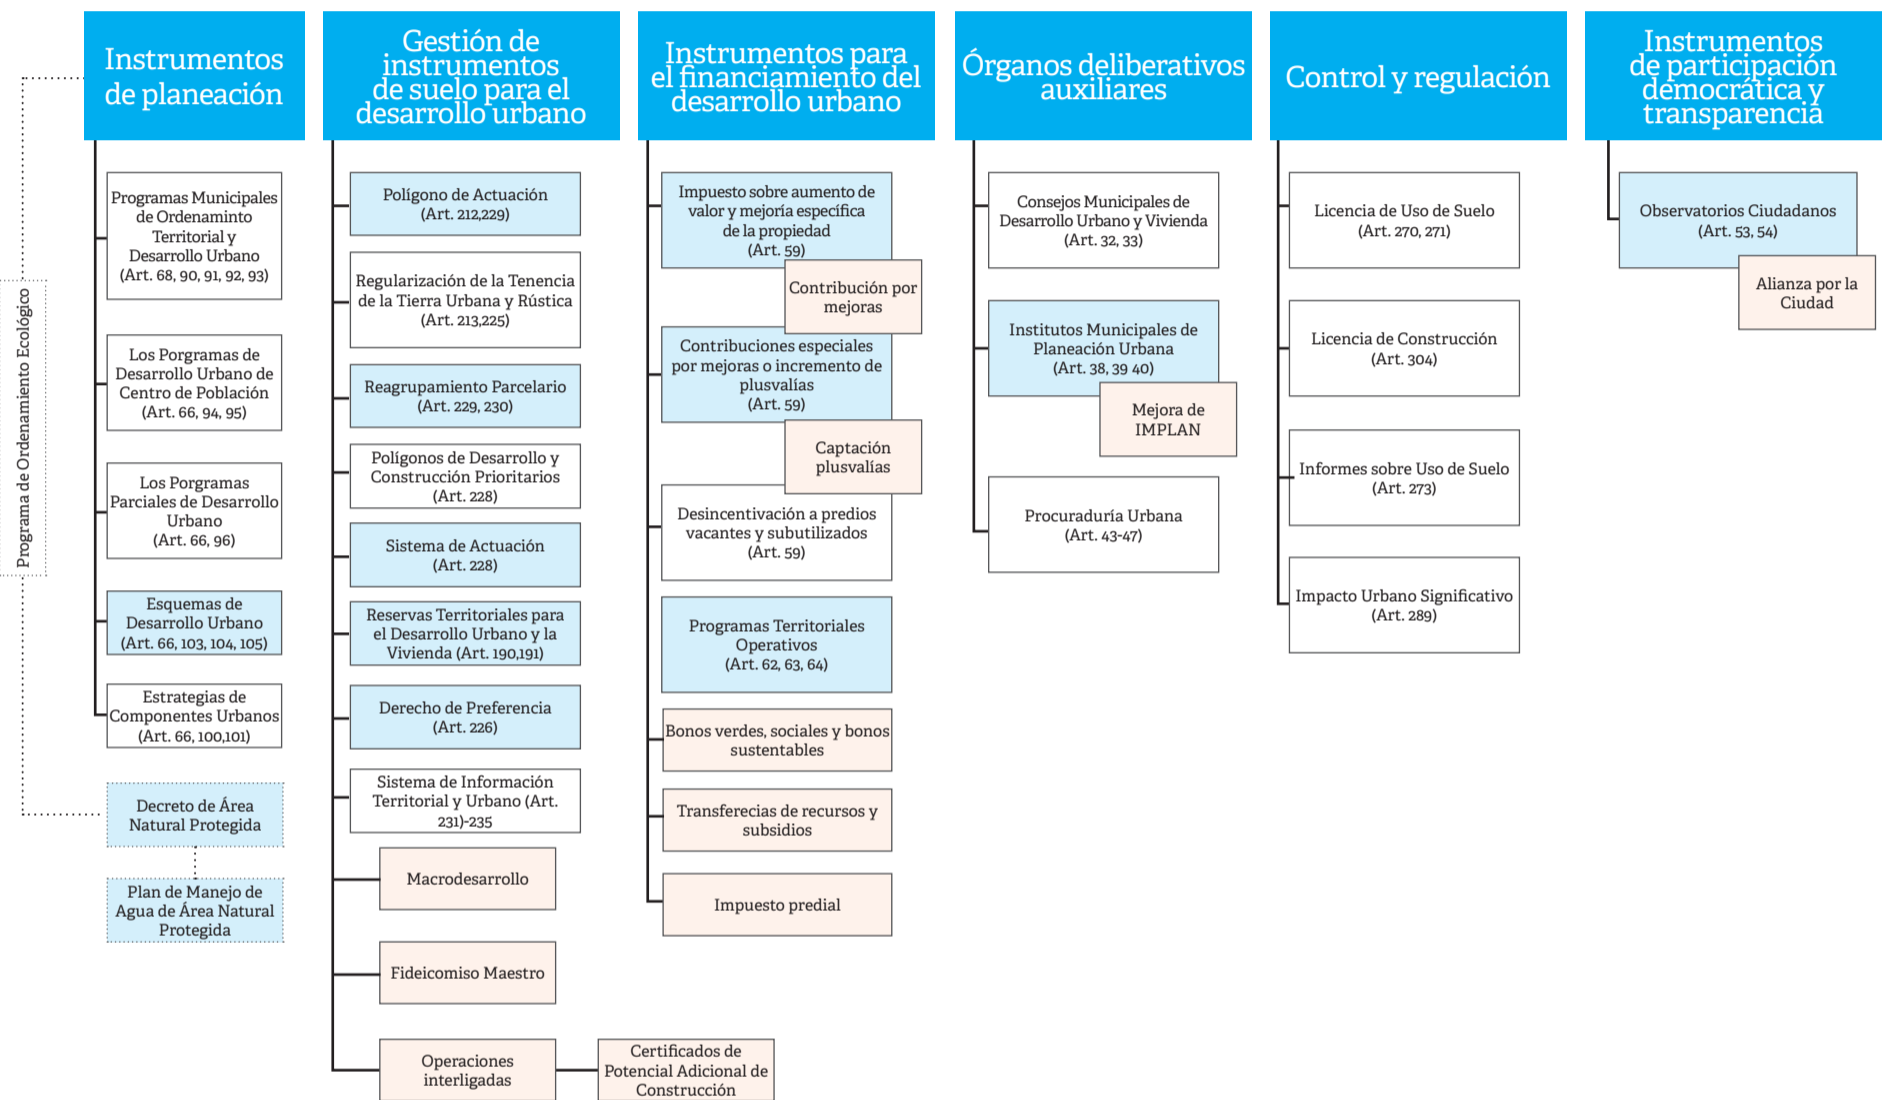 Instrumentos
de planeación
Programa de Ordenamiento Ecológico
Programas Municipales
de Ordenaminto
Territorial y
Desarrollo Urbano
(Art. 68, 90, 91, 92, 93)
Los Porgramas de
Desarrollo Urbano de
Centro de Población
(Art. 66, 94, 95)
Los Porgramas
Parciales de Desarrollo
Urbano
(Art. 66, 96)
Esquemas de
Desarrollo Urbano
(Art. 66, 103, 104, 105)
Estrategias de
Componentes Urbanos
(Art. 66, 100,101)
Decreto de Área
Natural Protegida
Plan de Manejo de
Agua de Área Natural
Protegida
Gestión de
instrumentos
de suelo para el
desarrollo urbano
Polígono de Actuación
(Art. 212,229)
Regularización de la Tenencia
de la Tierra Urbana y Rústica
(Art. 213,225)
Reagrupamiento Parcelario
(Art. 229, 230)
Polígonos de Desarrollo y
Construcción Prioritarios
(Art. 228)
Sistema de Actuación
(Art. 228)
Reservas Territoriales para
el Desarrollo Urbano y la
Vivienda (Art. 190,191)
Derecho de Preferencia
(Art. 226)
Sistema de Información
Territorial y Urbano (Art.
231)-235
Macrodesarrollo
Fideicomiso Maestro
Operaciones
interligadas
Certificados de
Potencial Adicional de
Construcción
Instrumentos para
el financiamiento del
desarrollo urbano
Impuesto sobre aumento de
valor y mejoría específica
de la propiedad
(Art. 59)
Contribución por
mejoras
Contribuciones especiales
por mejoras o incremento de
plusvalías
(Art. 59)
Captación
plusvalías
Desincentivación a predios
vacantes y subutilizados
(Art. 59)
Programas Territoriales
Operativos
(Art. 62, 63, 64)
Bonos verdes, sociales y bonos
sustentables
Transferecias de recursos y
subsidios
Impuesto predial
Órganos deliberativos
auxiliares
Consejos Municipales de
Desarrollo Urbano y Vivienda
(Art. 32, 33)
Institutos Municipales de
Planeación Urbana
(Art. 38, 39 40)
Mejora de
IMPLAN
Procuraduría Urbana
(Art. 43-47)
Control y regulación
Licencia de Uso de Suelo
(Art. 270, 271)
Licencia de Construcción
(Art. 304)
Informes sobre Uso de Suelo
(Art. 273)
Impacto Urbano Significativo
(Art. 289)
Instrumentos
de participación
democrática y
transparencia
Observatorios Ciudadanos
(Art. 53, 54)
Alianza por la
Ciudad